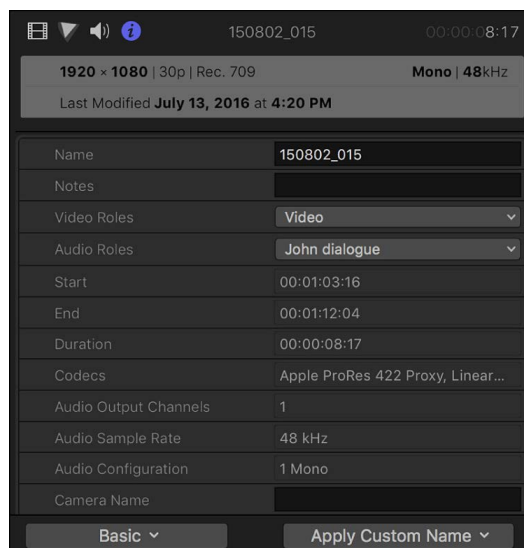 150802_015 00:00:08:17
1920 × 1080 | 30p | Rec. 709 Mono | 48kHz
Last Modified July 13, 2016 at 4:20 PM
Name 150802_015
Notes
Video Roles Video
Audio Roles John dialogue
Start 00:01:03:16
End 00:01:12:04
Duration 00:00:08:17
Codecs Apple ProRes 422 Proxy, Linear...
Audio Output Channels 1
Audio Sample Rate 48 kHz
Audio Configuration 1 Mono
Camera Name
Basic Apply Custom Name